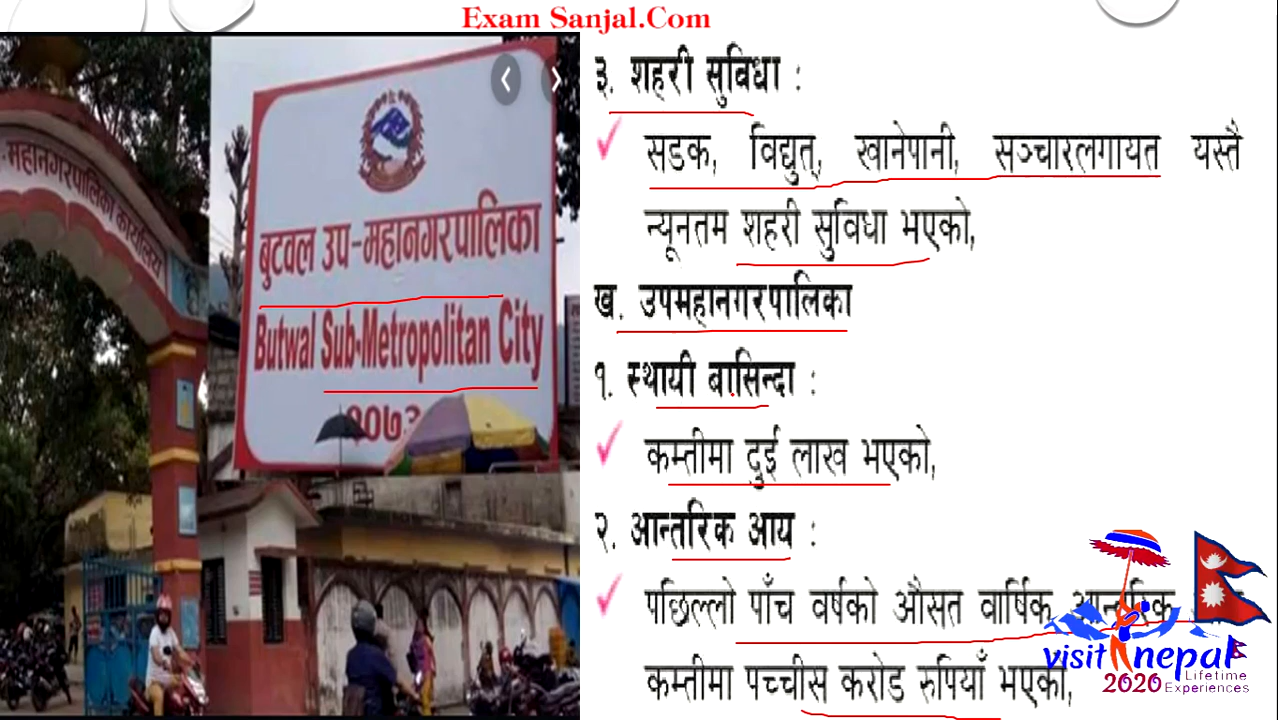 Exam Sanjal.Com
-महानगरपालिका कार्यालय
बुटवल उप-महानगरपालिका
Butwal Sub-Metropolitan City
३. शहरी सुविधा :
सडक, विद्युत्, खानेपानी, सञ्चारलगायत यस्तै
न्यूनतम शहरी सुविधा भएको,
ख. उपमहानगरपालिका
१. स्थायी बासिन्दा :
कम्तीमा दुई लाख भएको,
२. आन्तरिक आय :
पछिल्लो पाँच वर्षको औसत वार्षिक आन्तरिक
कम्तीमा पच्चीस करोड रुपियाँ भएको,
visit nepal
2020 Lifetime
Experiences